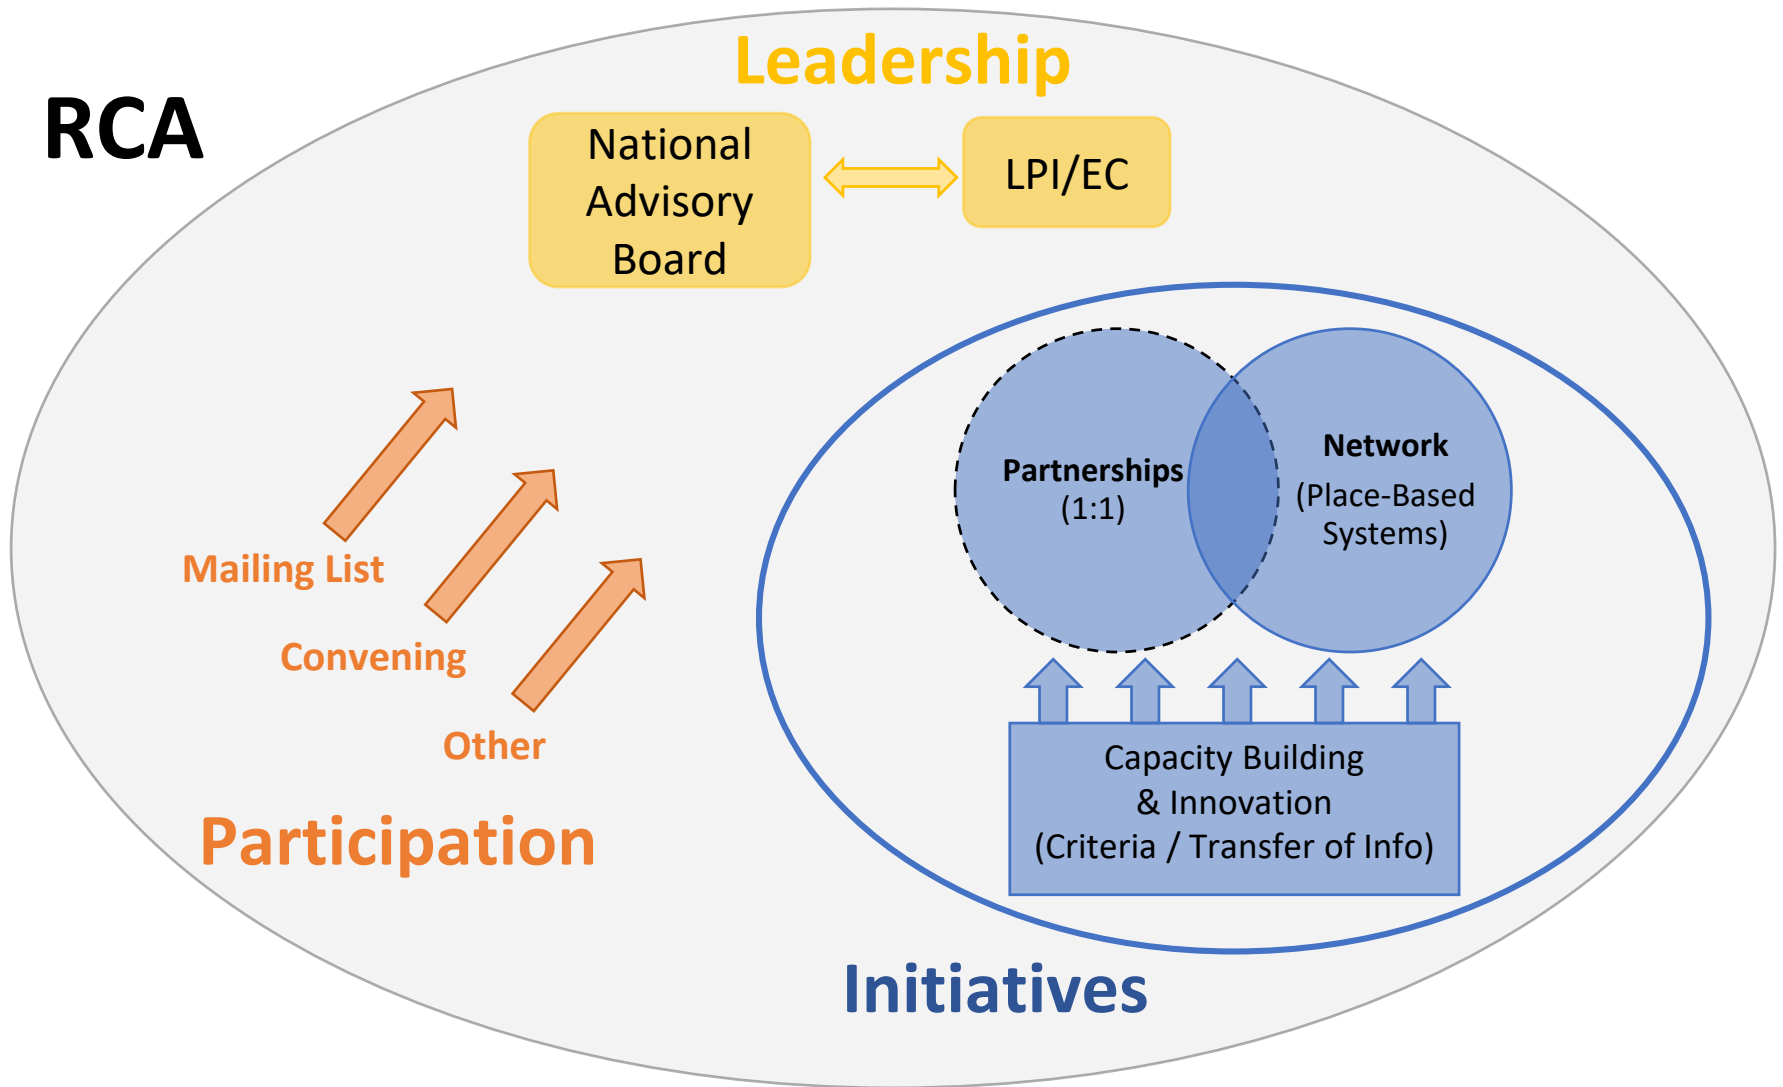 Leadership
RCA
National
Advisory
Board
LPI/EC
Partnerships
(1:1)
Network
(Place-Based
Systems)
Mailing List
Convening
Other
Participation
Capacity Building
& Innovation
(Criteria / Transfer of Info)
Initiatives